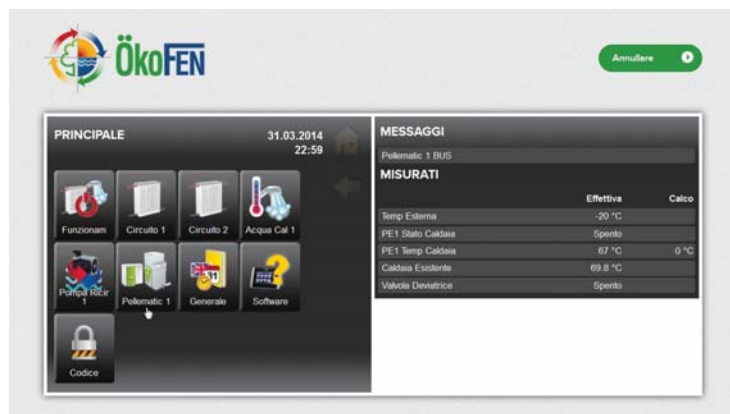 ÖkoFEN
Annullare
PRINCIPALE
31.03.2014
22:59
Funzionam
Circuito 1
Circuito 2
Acqua Cal 1
Pompa Ricir
1
Pellematic 1
31
Generale
Software
Codice
MESSAGGI
Pellematic 1 BUS
MISURATI
Effettiva Calco
Temp Esterna -20 °C
PE1 Stato Caldaia Spento
PE1 Temp Caldaia 67 °C 0 °C
Caldaia Esistente 69.8 °C
Valvola Deviatrice Spento